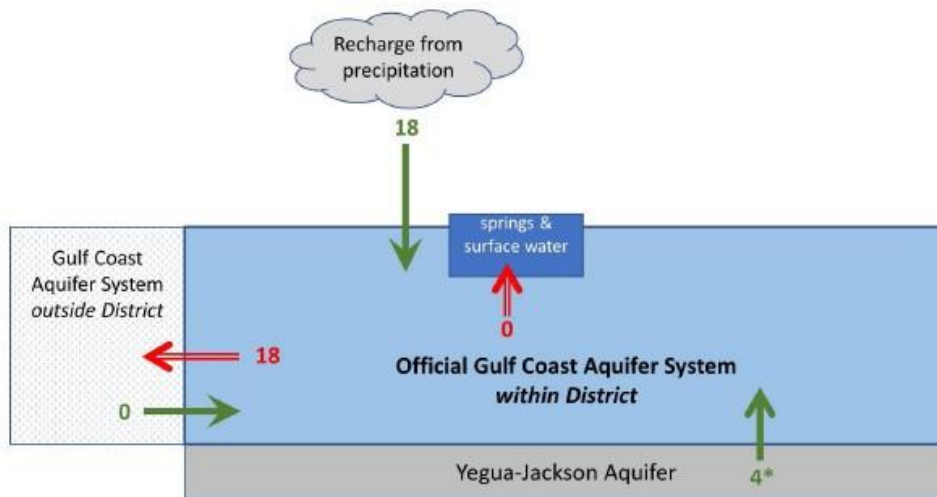 Recharge from
precipitation
18
springs &
surface water
Gulf Coast
Aquifer System
outside District
0
18
Official Gulf Coast Aquifer System
within District
0
Yegua-Jackson Aquifer
4*